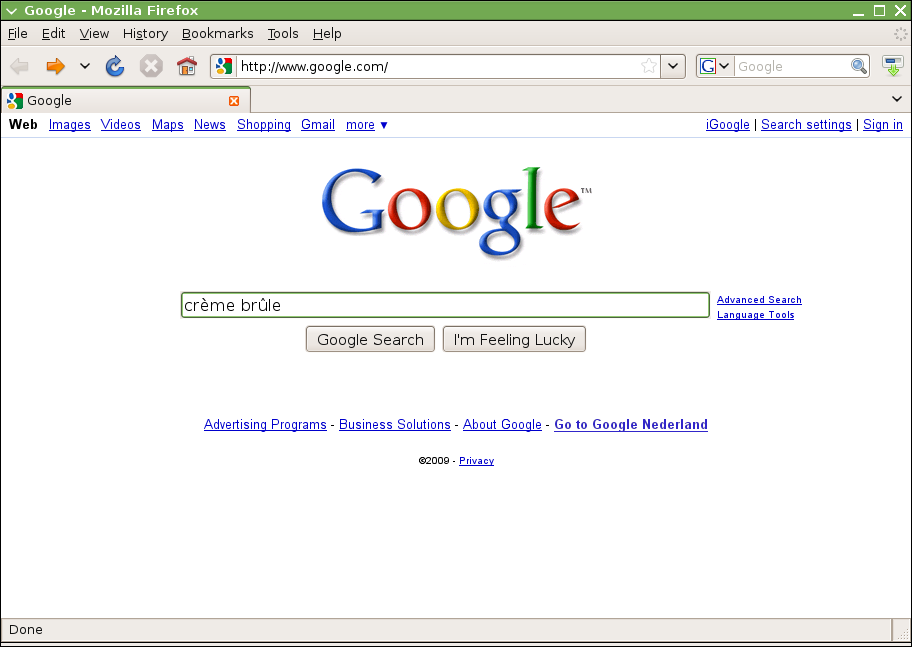 Google - Mozilla Firefox
File Edit View History Bookmarks Tools Help
http://www.google.com/ G Google
Google
Web Images Videos Maps News Shopping Gmail more ▼ iGoogle | Search settings | Sign in
Google™
crème brûle Advanced Search
Language Tools
Google Search I'm Feeling Lucky
Advertising Programs - Business Solutions - About Google - Go to Google Nederland
©2009 - Privacy
Done